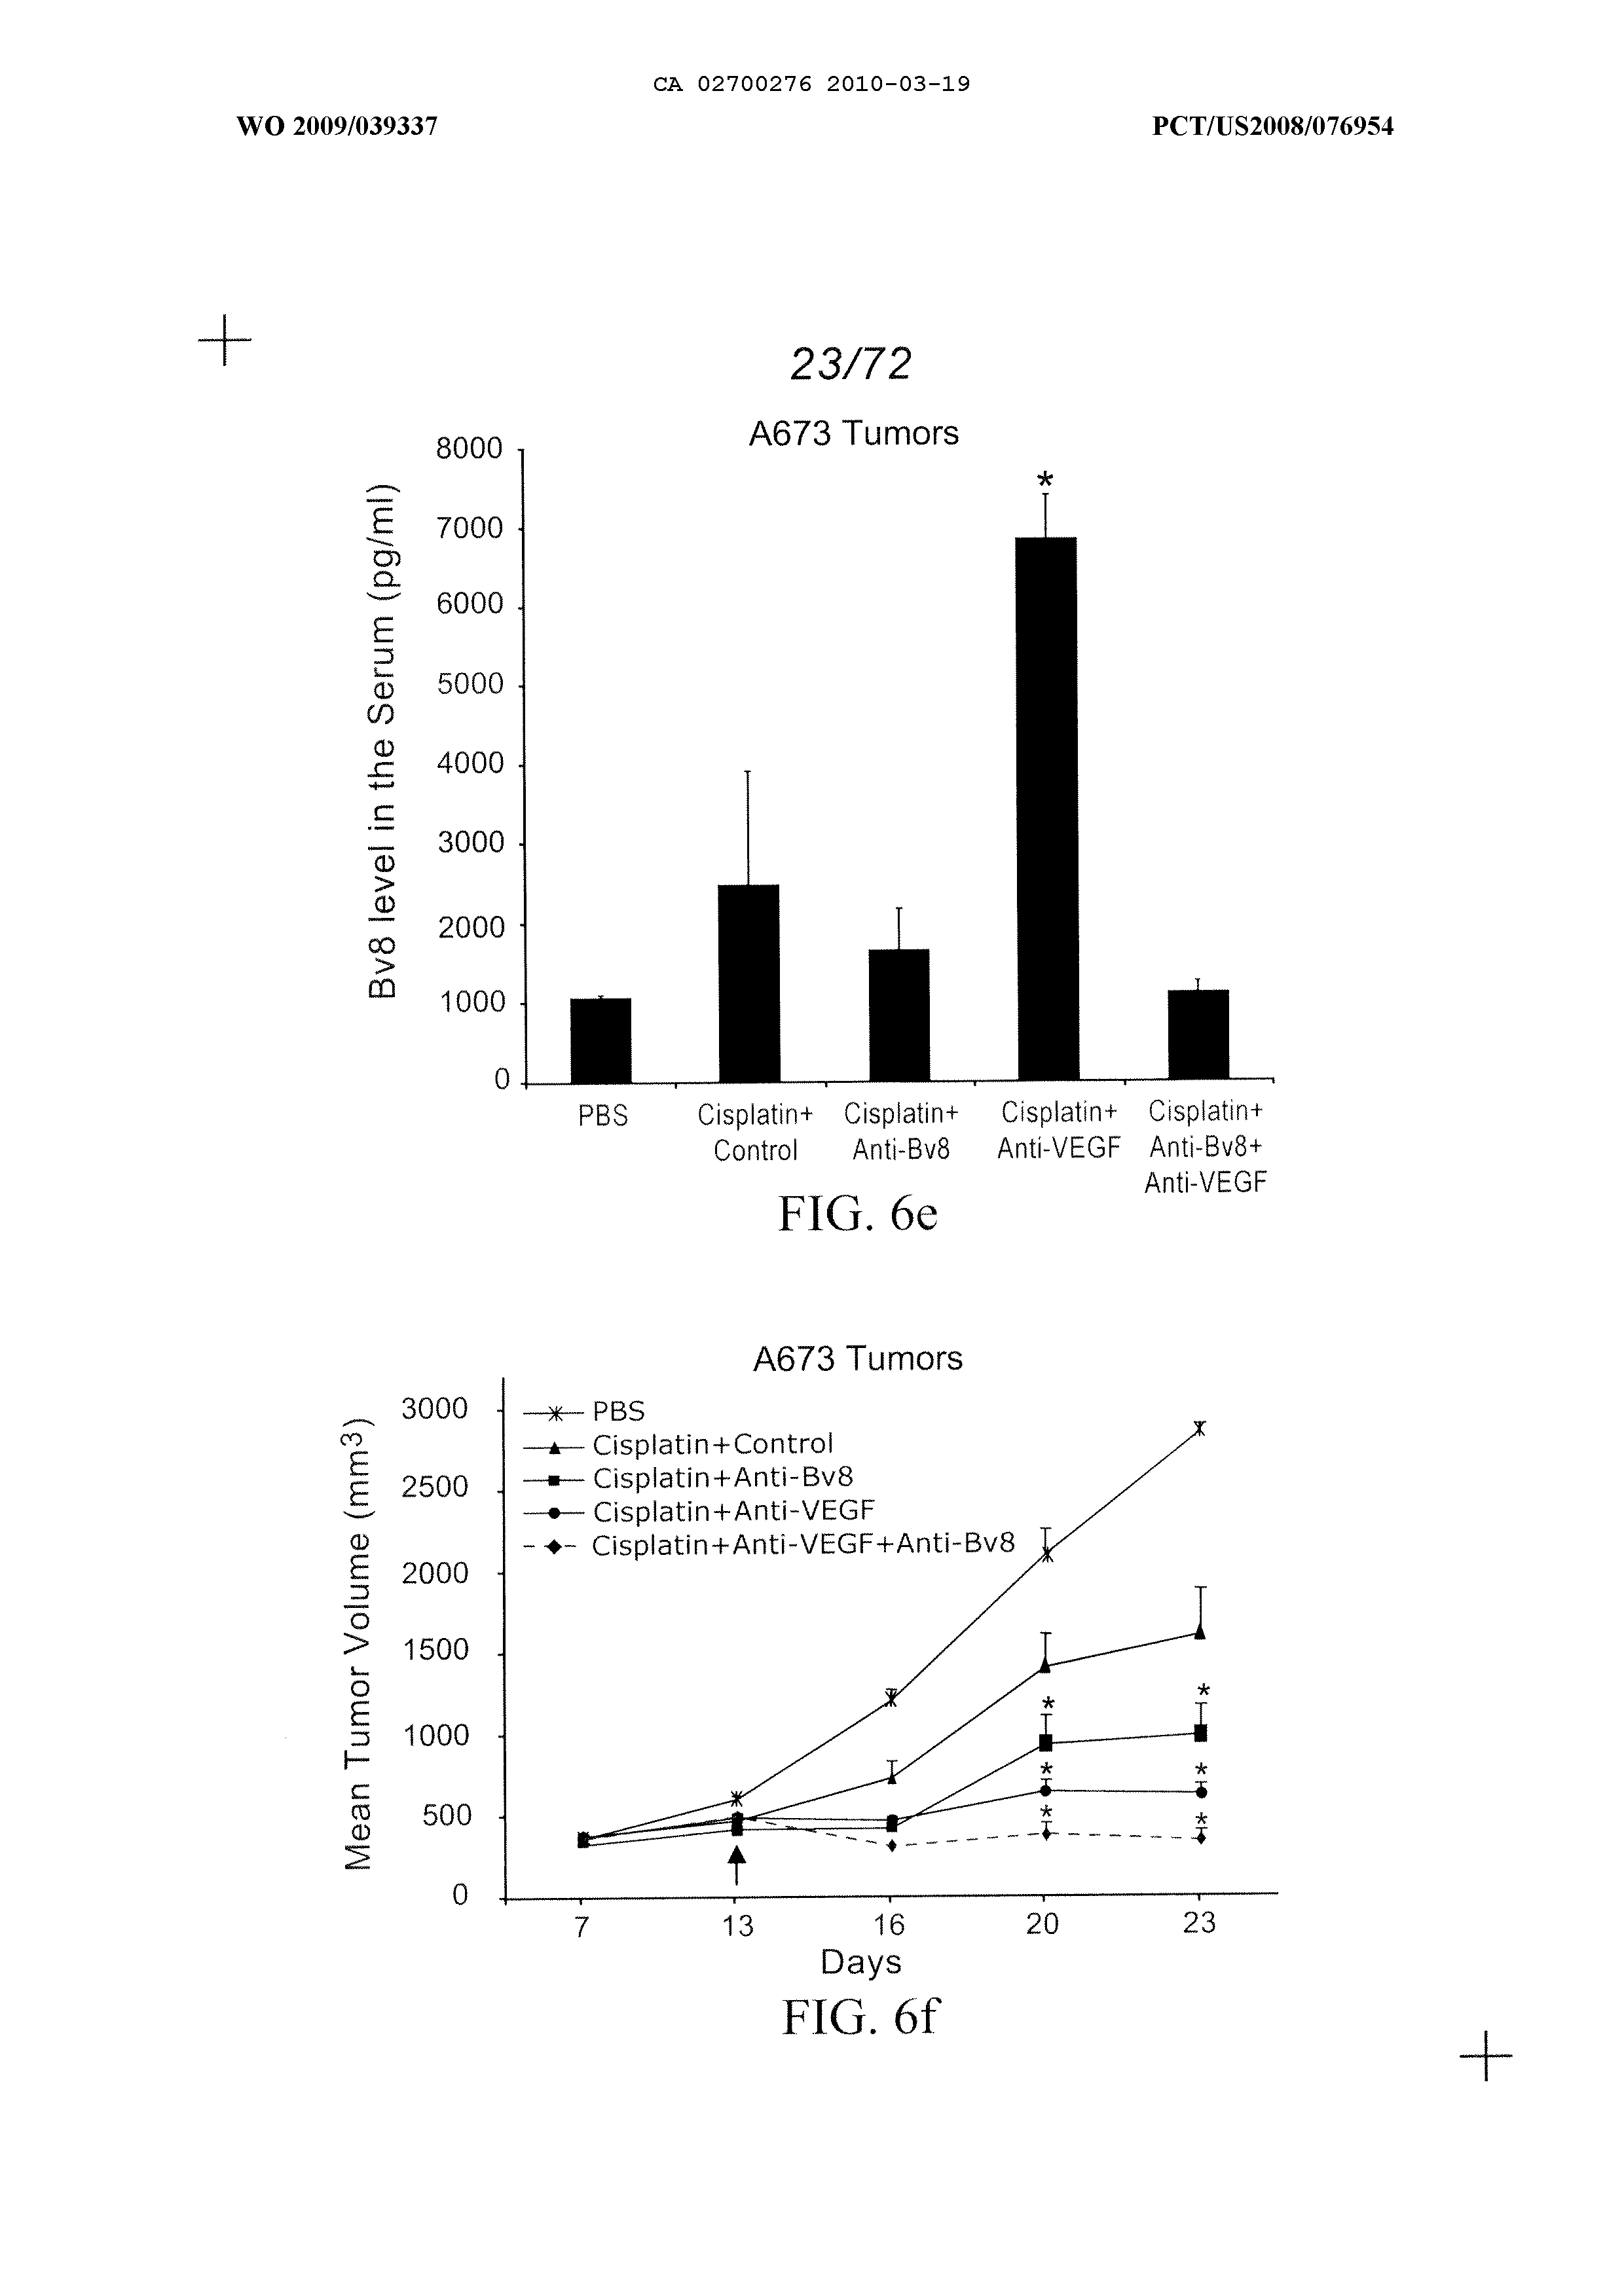 CA 02700276 2010-03-19
WO 2009/039337 PCT/US2008/076954
23/72
A673 Tumors
Bv8 level in the Serum (pg/ml)
8000
7000
6000
5000
4000
3000
2000
1000
0
*
PBS
Cisplatin+
Control
Cisplatin+
Anti-Bv8
Cisplatin+
Anti-VEGF
Cisplatin+
Anti-Bv8+
Anti-VEGF
FIG. 6e
A673 Tumors
Mean Tumor Volume (mm3)
3000
2500
2000
1500
1000
500
0
PBS
Cisplatin+Control
Cisplatin+Anti-Bv8
Cisplatin+Anti-VEGF
Cisplatin+Anti-VEGF+Anti-Bv8
* *
* *
* *
7 13 16 20 23
Days
FIG. 6f